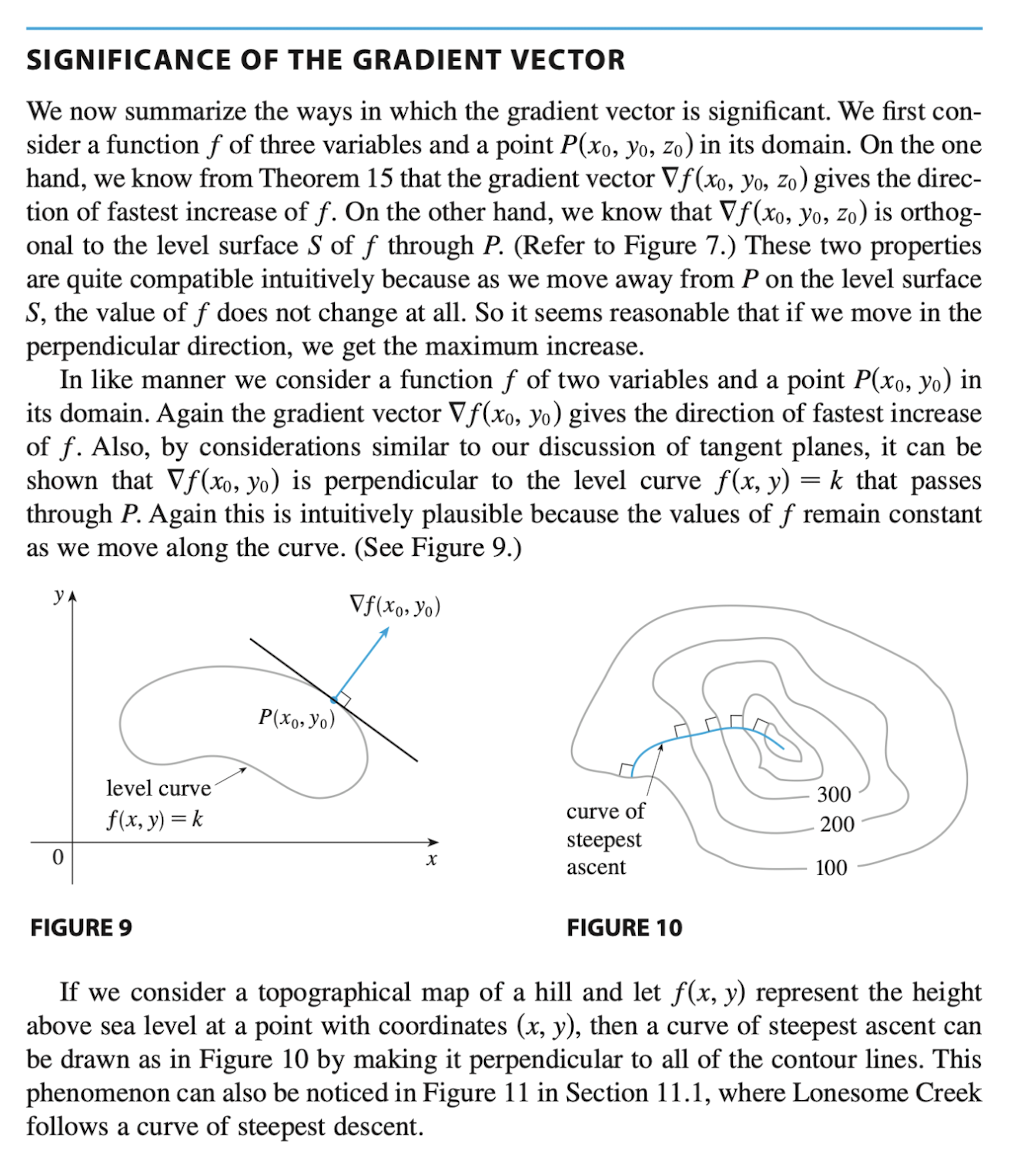 SIGNIFICANCE OF THE GRADIENT VECTOR
We now summarize the ways in which the gradient vector is significant. We first con-
sider a function f of three variables and a point P(x₀, y₀, z₀) in its domain. On the one
hand, we know from Theorem 15 that the gradient vector ∇f(x₀, y₀, z₀) gives the direc-
tion of fastest increase of f. On the other hand, we know that ∇f(x₀, y₀, z₀) is orthog-
onal to the level surface S of f through P. (Refer to Figure 7.) These two properties
are quite compatible intuitively because as we move away from P on the level surface
S, the value of f does not change at all. So it seems reasonable that if we move in the
perpendicular direction, we get the maximum increase.
In like manner we consider a function f of two variables and a point P(x₀, y₀) in
its domain. Again the gradient vector ∇f(x₀, y₀) gives the direction of fastest increase
of f. Also, by considerations similar to our discussion of tangent planes, it can be
shown that ∇f(x₀, y₀) is perpendicular to the level curve f(x, y) = k that passes
through P. Again this is intuitively plausible because the values of f remain constant
as we move along the curve. (See Figure 9.)
y
∇f(x₀, y₀)
P(x₀, y₀)
level curve
f(x, y) = k
0
x
300
200
100
curve of
steepest
ascent
FIGURE 9
FIGURE 10
If we consider a topographical map of a hill and let f(x, y) represent the height
above sea level at a point with coordinates (x, y), then a curve of steepest ascent can
be drawn as in Figure 10 by making it perpendicular to all of the contour lines. This
phenomenon can also be noticed in Figure 11 in Section 11.1, where Lonesome Creek
follows a curve of steepest descent.